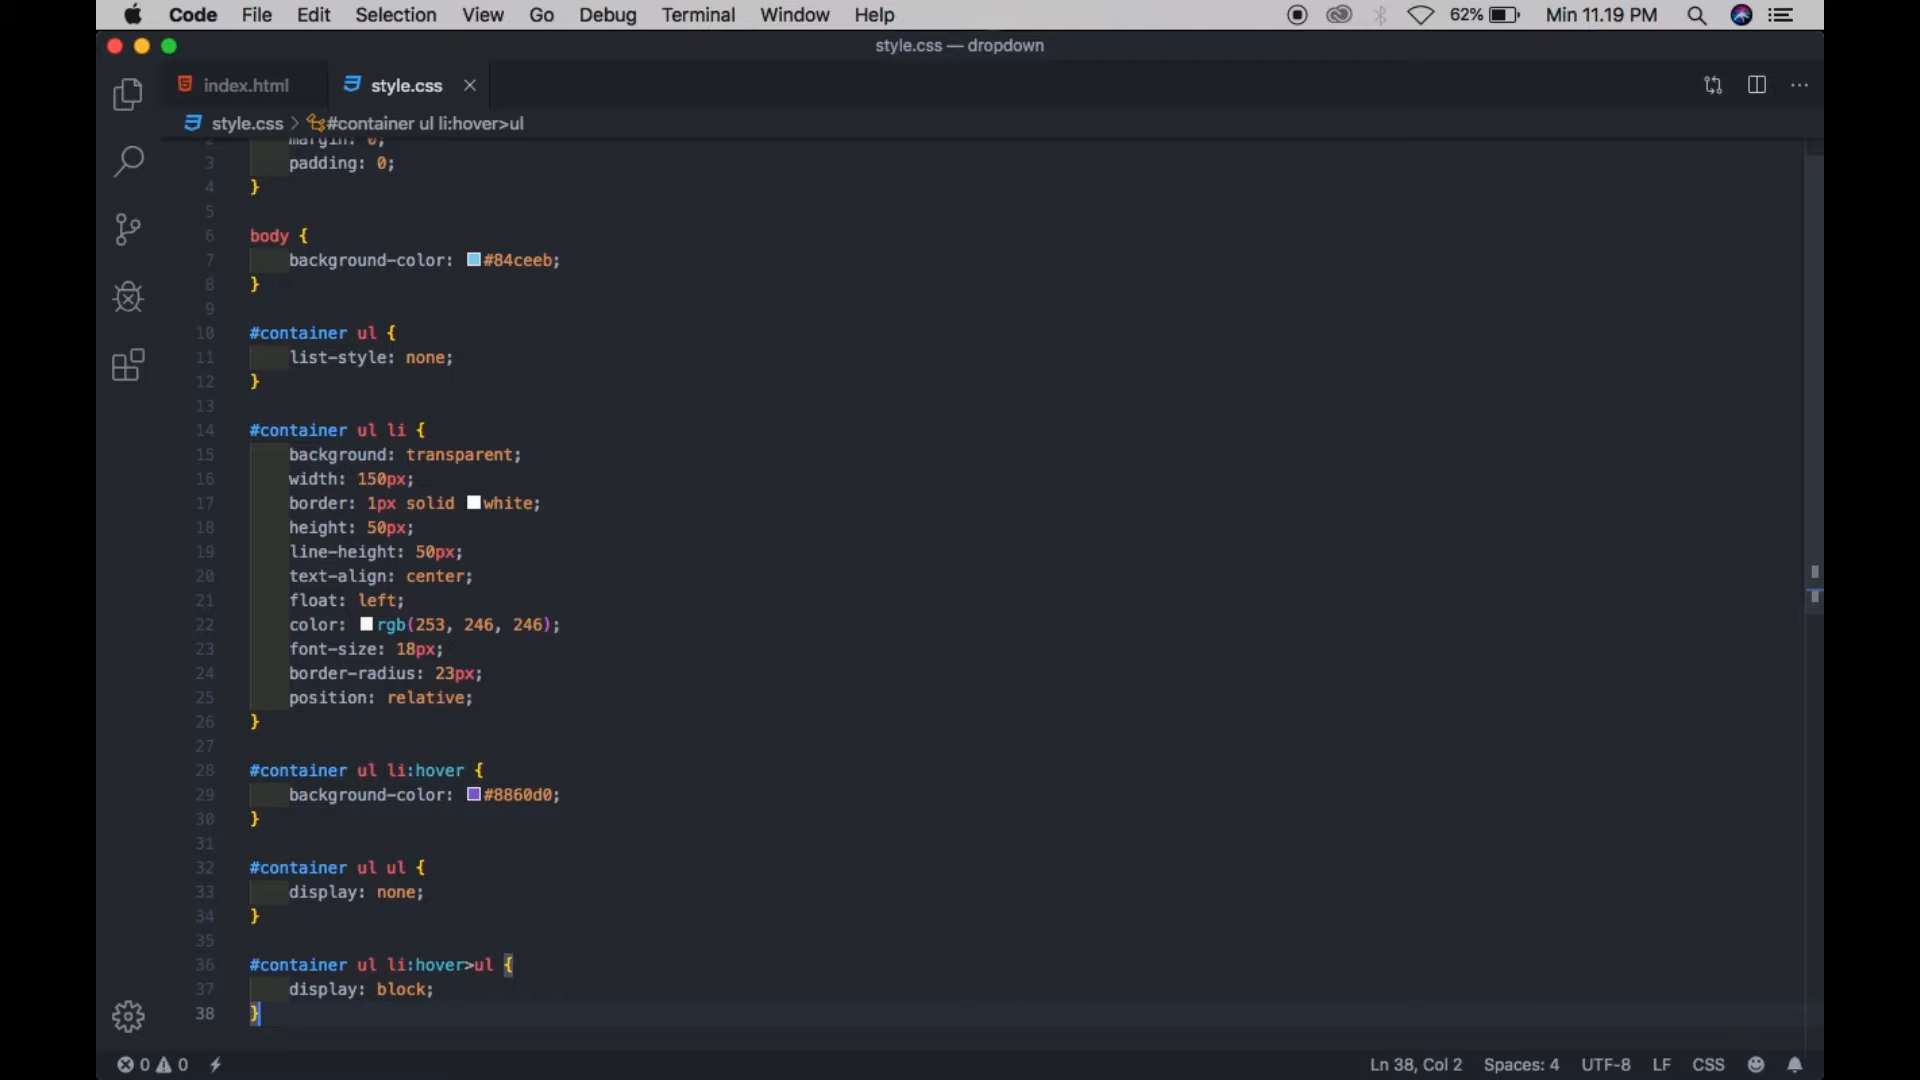 Code File Edit Selection View Go Debug Terminal Window Help 62% Min 11.19 PM
style.css — dropdown
index.html style.css
style.css > #container ul li:hover>ul
2 margin: 0;
3 padding: 0;
4 }
5
6 body {
7 background-color: #84ceeb;
8 }
9
10 #container ul {
11 list-style: none;
12 }
13
14 #container ul li {
15 background: transparent;
16 width: 150px;
17 border: 1px solid white;
18 height: 50px;
19 line-height: 50px;
20 text-align: center;
21 float: left;
22 color: rgb(253, 246, 246);
23 font-size: 18px;
24 border-radius: 23px;
25 position: relative;
26 }
27
28 #container ul li:hover {
29 background-color: #8860d0;
30 }
31
32 #container ul ul {
33 display: none;
34 }
35
36 #container ul li:hover>ul {
37 display: block;
38 }
0 0 Ln 38, Col 2 Spaces: 4 UTF-8 LF CSS